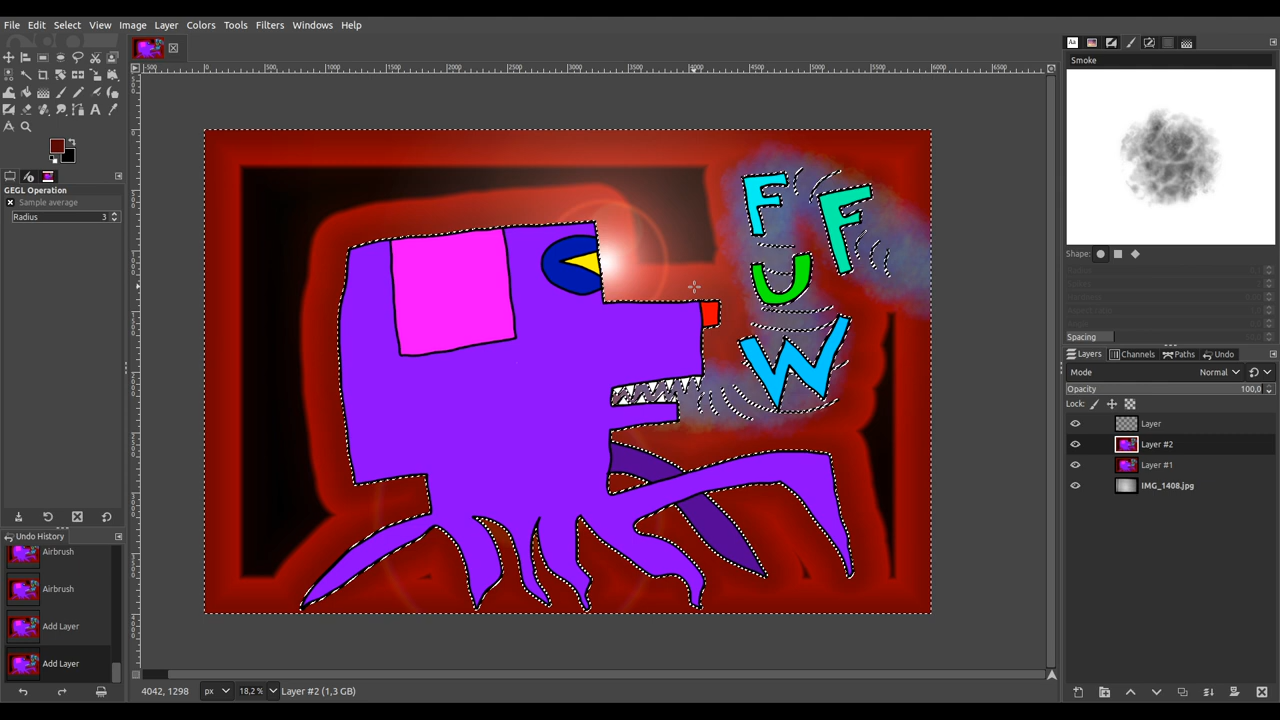 File Edit Select View Image Layer Colors Tools Filters Windows Help
GEGL Operation
Sample average
Radius 3
Undo History
Airbrush
Airbrush
Add Layer
Add Layer
F F
U
W
4042, 1298 px 18,2 % Layer #2 (1,3 GB)
Smoke
Shape:
Spacing
Layers Channels Paths Undo
Mode Normal
Opacity 100,0
Lock:
Layer
Layer #2
Layer #1
IMG_1408.jpg